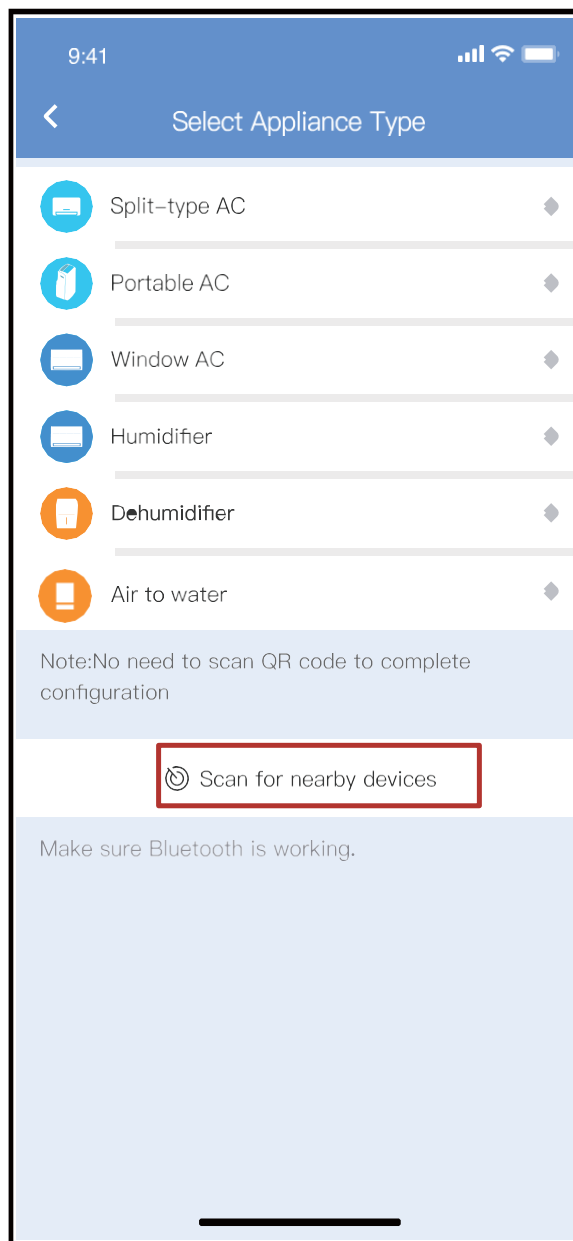 9:41
Select Appliance Type
Split-type AC
Portable AC
Window AC
Humidifier
Dehumidifier
Air to water
Note:No need to scan QR code to complete
configuration
Scan for nearby devices
Make sure Bluetooth is working.